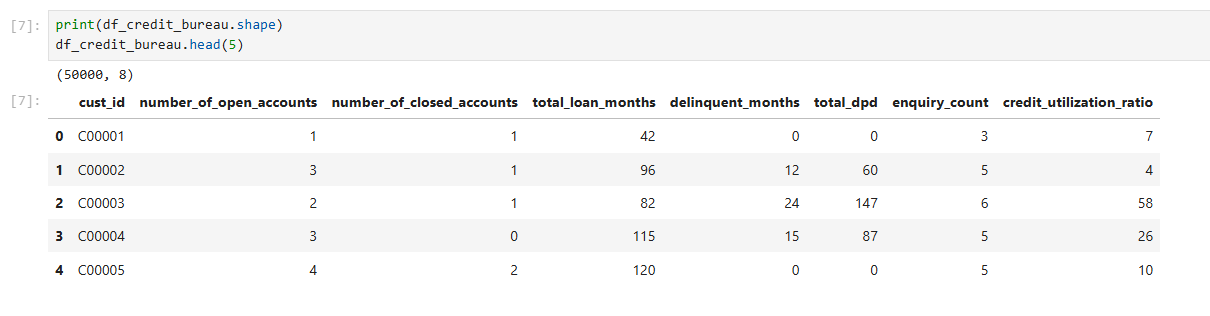 [7]: print(df_credit_bureau.shape)
df_credit_bureau.head(5)
(50000, 8)
[7]: cust_id number_of_open_accounts number_of_closed_accounts total_loan_months delinquent_months total_dpd enquiry_count credit_utilization_ratio
0 C00001 1 1 42 0 0 3 7
1 C00002 3 1 96 12 60 5 4
2 C00003 2 1 82 24 147 6 58
3 C00004 3 0 115 15 87 5 26
4 C00005 4 2 120 0 0 5 10